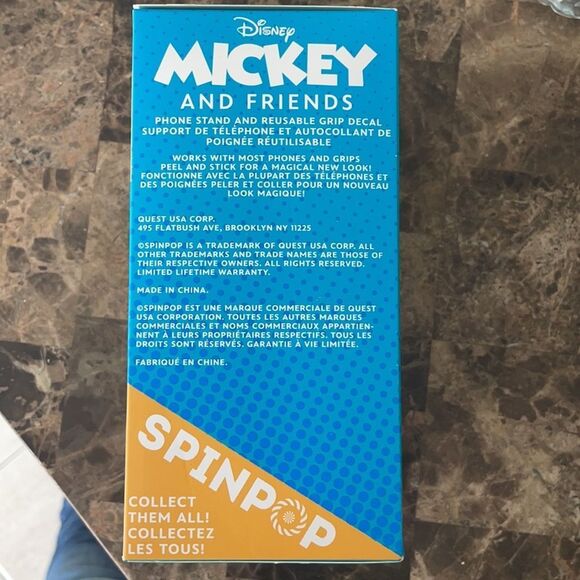 Disney
MICKEY
AND FRIENDS
PHONE STAND AND REUSABLE GRIP DECAL
SUPPORT DE TÉLÉPHONE ET AUTOCOLLANT DE
POIGNÉE RÉUTILISABLE
WORKS WITH MOST PHONES AND GRIPS
PEEL AND STICK FOR A MAGICAL NEW LOOK!
FONCTIONNE AVEC LA PLUPART DES TÉLÉPHONES ET
DES POIGNÉES PELER ET COLLER POUR UN NOUVEAU
LOOK MAGIQUE!
QUEST USA CORP.
495 FLATBUSH AVE, BROOKLYN NY 11225
©SPINPOP IS A TRADEMARK OF QUEST USA CORP. ALL
OTHER TRADEMARKS AND TRADE NAMES ARE THOSE OF
THEIR RESPECTIVE OWNERS. ALL RIGHTS RESERVED.
LIMITED LIFETIME WARRANTY.
MADE IN CHINA.
©SPINPOP EST UNE MARQUE COMMERCIALE DE QUEST
USA CORPORATION. TOUTES LES AUTRES MARQUES
COMMERCIALES ET NOMS COMMERCIAUX APPARTIEN-
NENT À LEURS PROPRIÉTAIRES RESPECTIFS. TOUS LES
DROITS SONT RÉSERVÉS. GARANTIE À VIE LIMITÉE.
FABRIQUÉ EN CHINE.
SPINPOP
COLLECT
THEM ALL!
COLLECTEZ
LES TOUS!